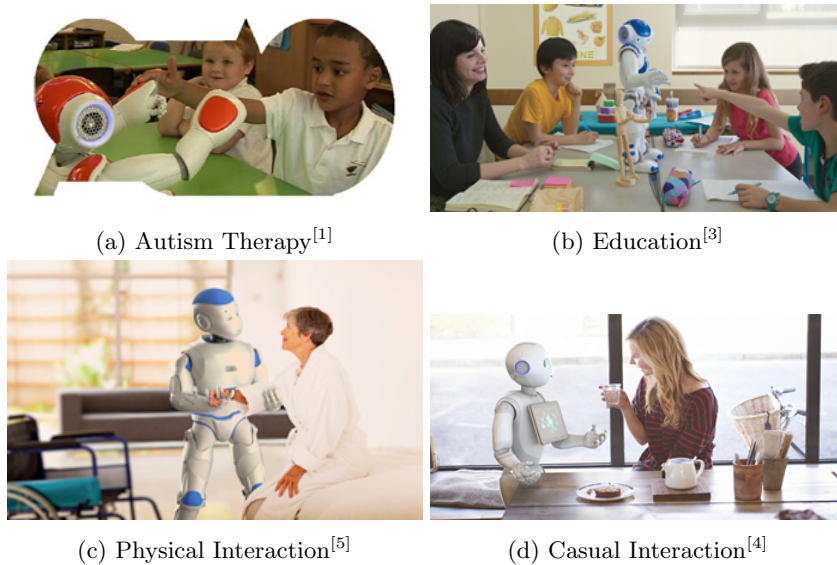 (a) Autism Therapy[1]
(b) Education[3]
(c) Physical Interaction[5]
(d) Casual Interaction[4]